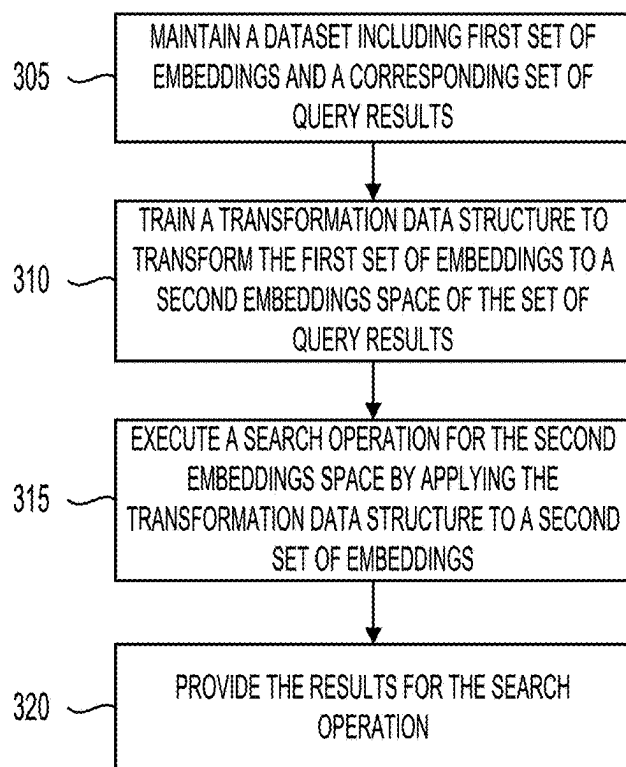 305
MAINTAIN A DATASET INCLUDING FIRST SET OF
EMBEDDINGS AND A CORRESPONDING SET OF
QUERY RESULTS
310
TRAIN A TRANSFORMATION DATA STRUCTURE TO
TRANSFORM THE FIRST SET OF EMBEDDINGS TO A
SECOND EMBEDDINGS SPACE OF THE SET OF
QUERY RESULTS
315
EXECUTE A SEARCH OPERATION FOR THE SECOND
EMBEDDINGS SPACE BY APPLYING THE
TRANSFORMATION DATA STRUCTURE TO A SECOND
SET OF EMBEDDINGS
320
PROVIDE THE RESULTS FOR THE SEARCH
OPERATION